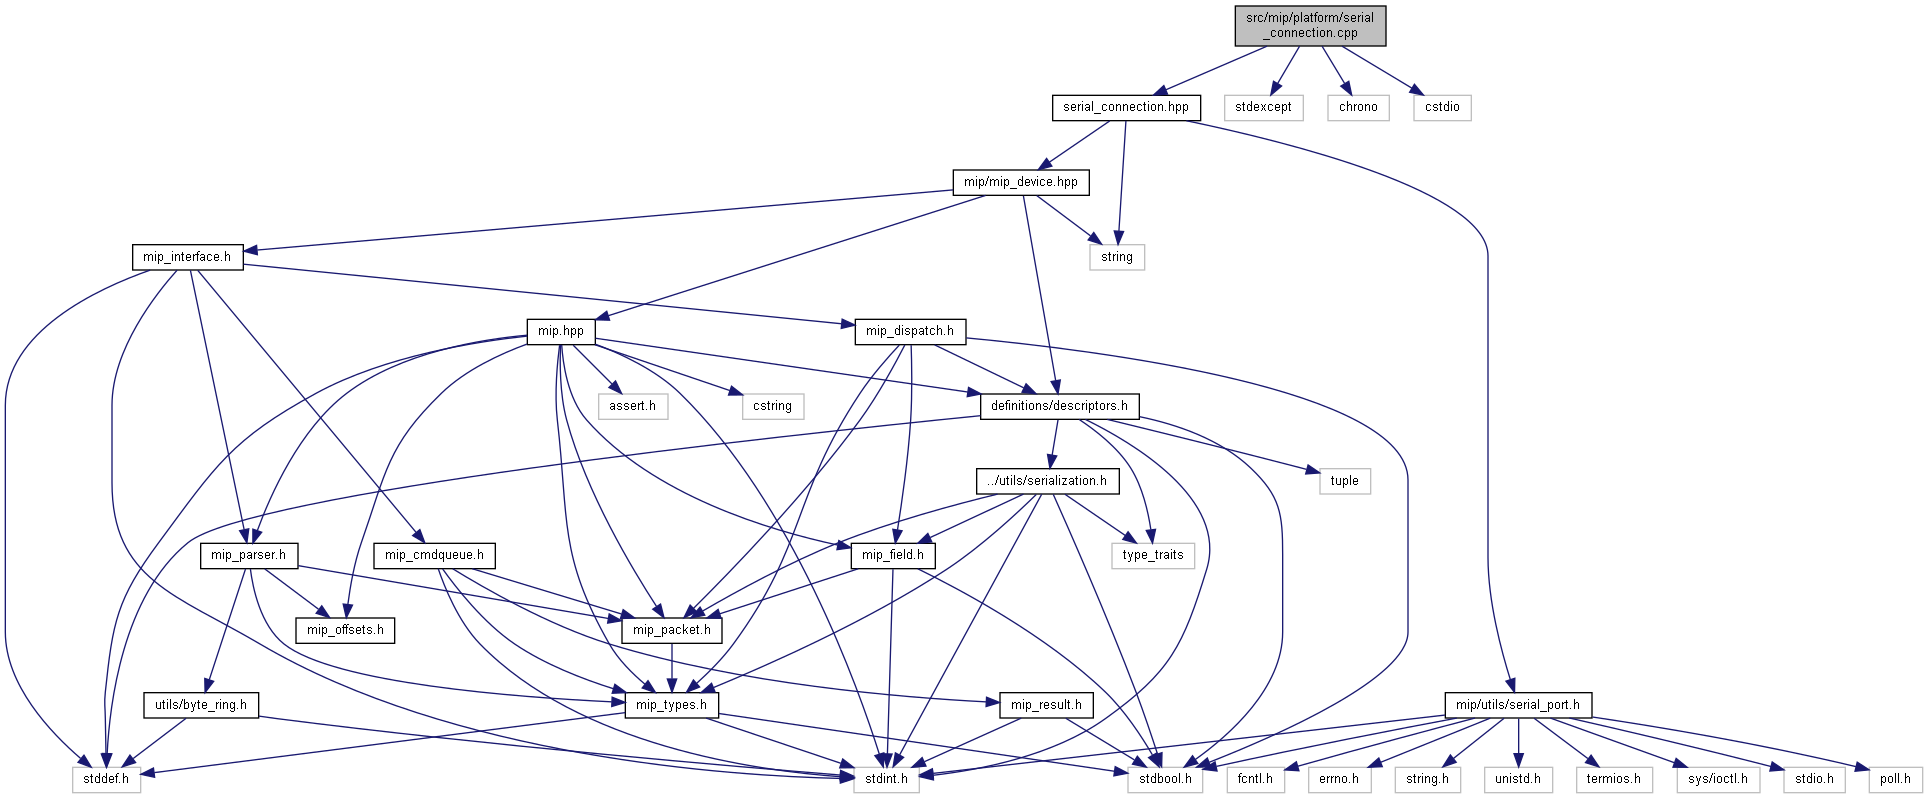 src/mip/platform/serial
_connection.cpp
serial_connection.hpp
stdexcept
chrono
cstdio
mip/mip_device.hpp
mip_interface.h
string
mip.hpp
mip_dispatch.h
assert.h
cstring
definitions/descriptors.h
../utils/serialization.h
tuple
mip_parser.h
mip_cmdqueue.h
mip_field.h
type_traits
mip_offsets.h
mip_packet.h
utils/byte_ring.h
mip_types.h
mip_result.h
mip/utils/serial_port.h
stddef.h
stdint.h
stdbool.h
fcntl.h
errno.h
string.h
unistd.h
termios.h
sys/ioctl.h
stdio.h
poll.h